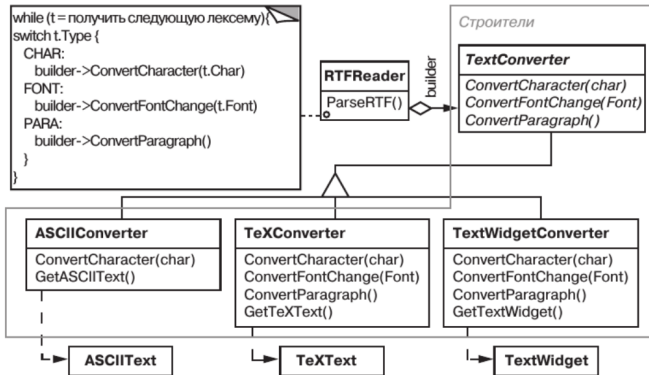 while (t = получить следующую лексему){
switch t.Type {
CHAR:
builder->ConvertCharacter(t.Char)
FONT:
builder->ConvertFontChange(t.Font)
PARA:
builder->ConvertParagraph()
}
}
RTFReader
ParseRTF()
builder
Строители
TextConverter
ConvertCharacter(char)
ConvertFontChange(Font)
ConvertParagraph()
ASCIIConverter
ConvertCharacter(char)
GetASCIIText()
TeXConverter
ConvertCharacter(char)
ConvertFontChange(Font)
ConvertParagraph()
GetTeXText()
TextWidgetConverter
ConvertCharacter(char)
ConvertFontChange(Font)
ConvertParagraph()
GetTextWidget()
ASCIIText
TeXText
TextWidget